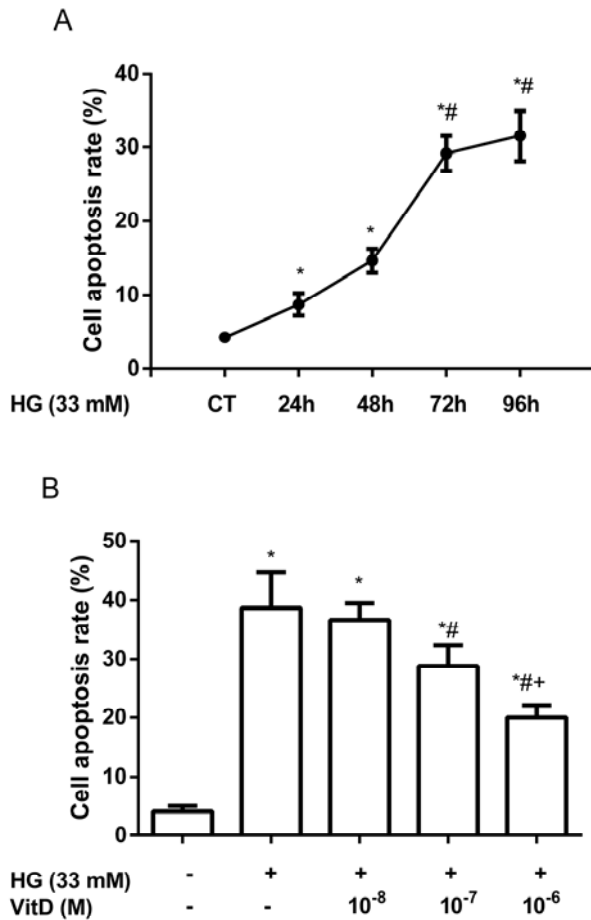 A
Cell apoptosis rate (%)
40
*#
*#
30
20
*
*
10
0
HG (33 mM) CT 24h 48h 72h 96h
B
Cell apoptosis rate (%)
50
*
*
40
*#
30
*#+
20
10
0
HG (33 mM) - + + + +
VitD (M) - - 10⁻⁸ 10⁻⁷ 10⁻⁶